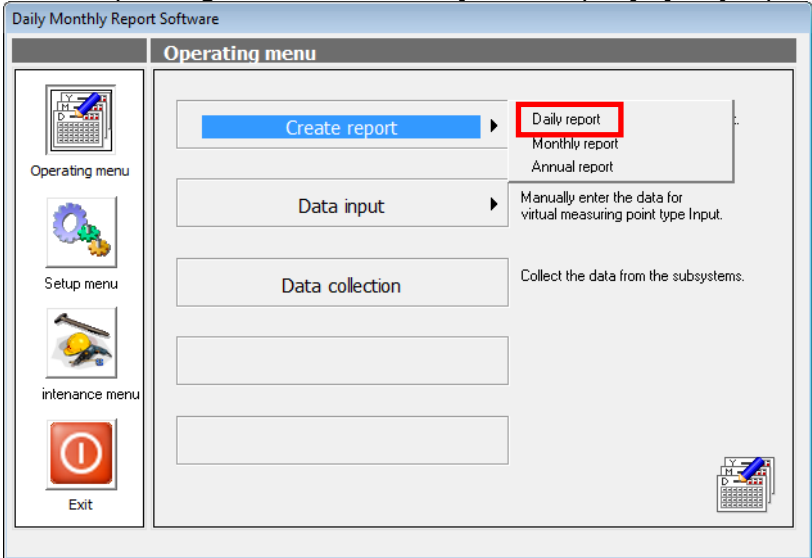 Daily Monthly Report Software
Operating menu
Operating menu
Setup menu
intenance menu
Exit
Create report
Daily report
Monthly report
Annual report
Data input
Manually enter the data for
virtual measuring point type Input.
Data collection
Collect the data from the subsystems.